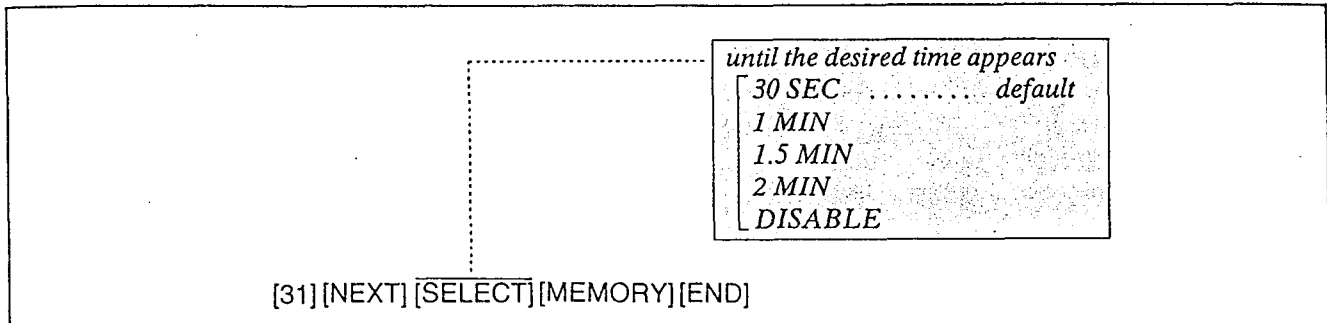 until the desired time appears
30 SEC ........ default
1 MIN
1.5 MIN
2 MIN
DISABLE
[31] [NEXT] [SELECT] [MEMORY] [END]